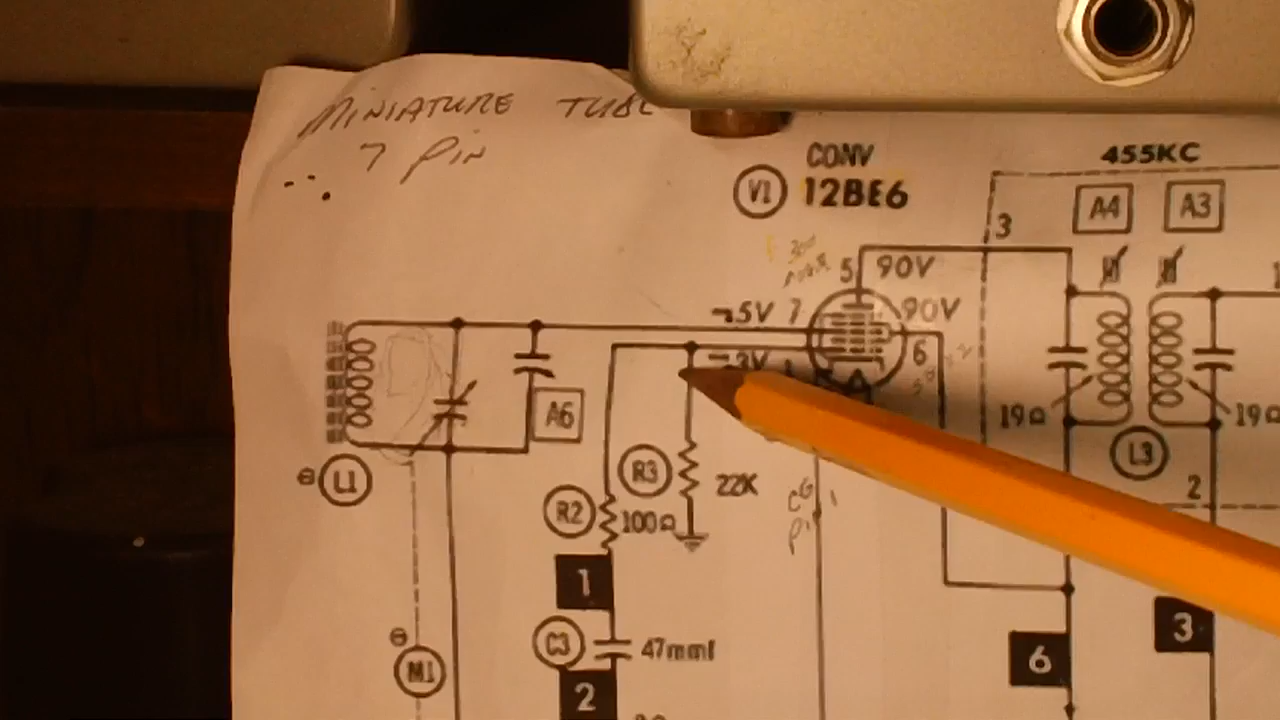 MINIATURE TUBE
7 PIN
CONV
V1 12BE6
455KC
A4 A3
3
5 90V
¬.5V 7 90V
6
A6
19Ω 19Ω
L3
L1
R3 22K
2
R2 100Ω
1
C3 47mmf
2
M1
3
6